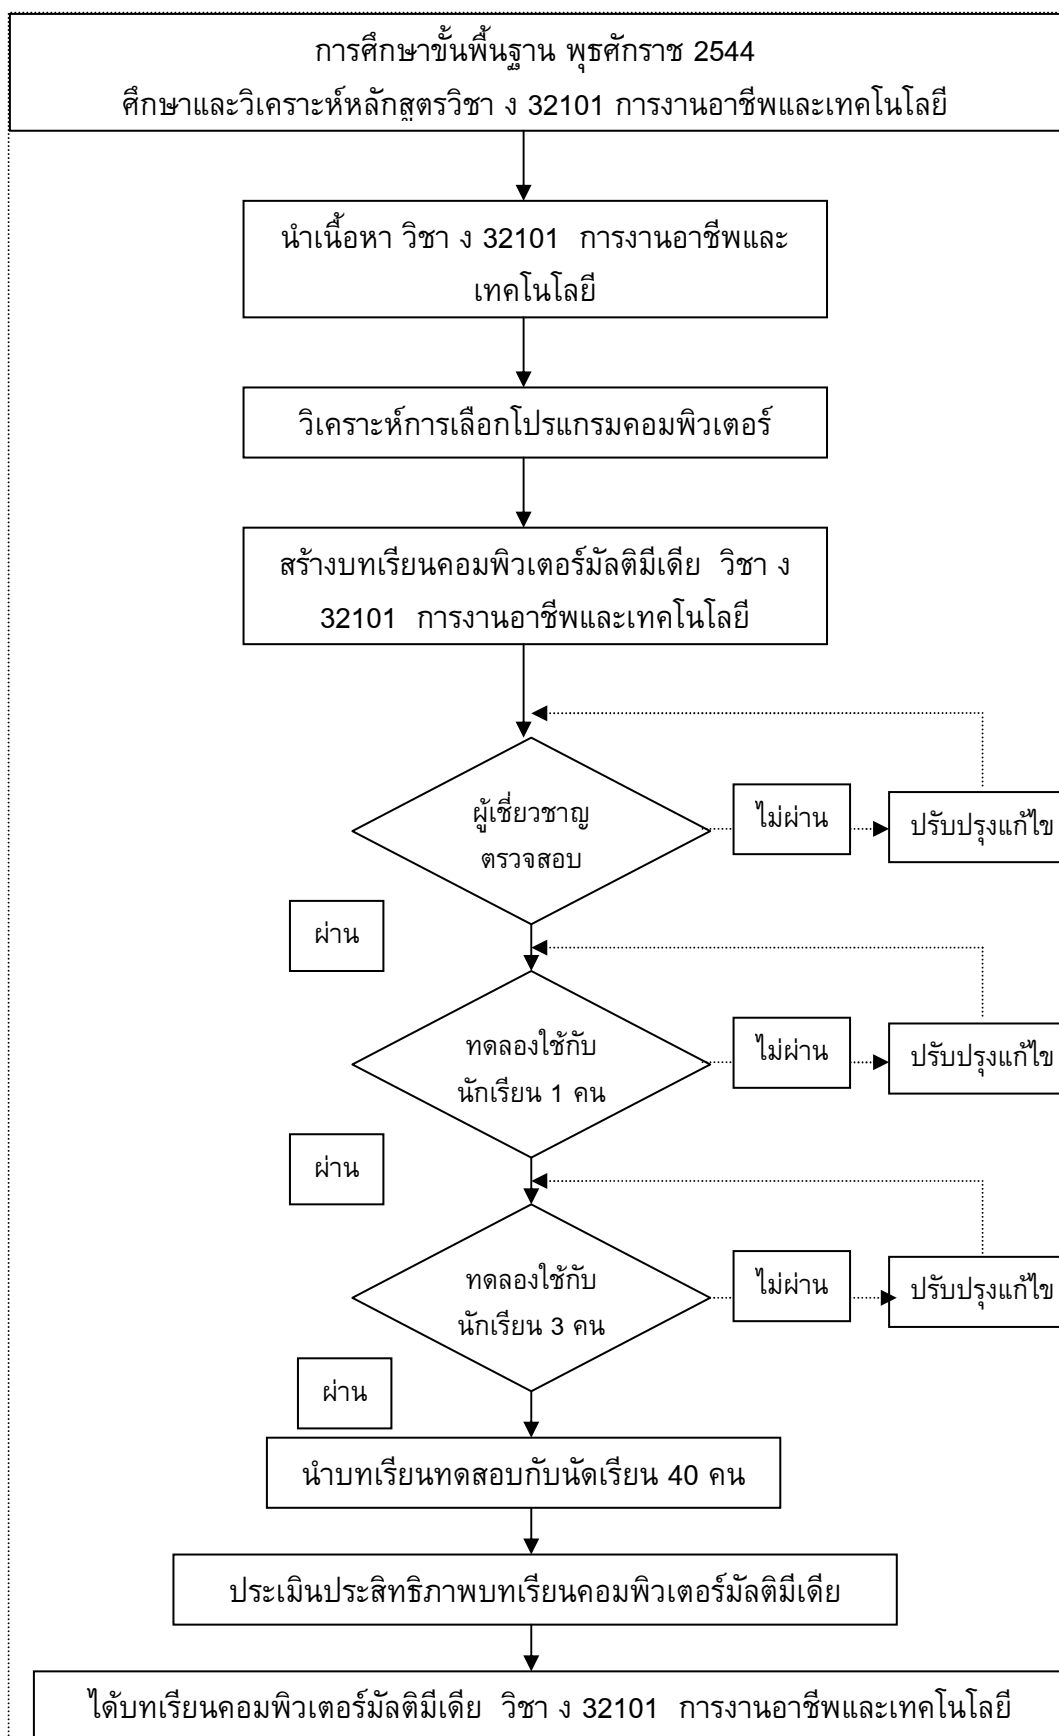 การศึกษาขั้นพื้นฐาน พุธศักราช 2544
ศึกษาและวิเคราะห์หลักสูตรวิชา ง 32101 การงานอาชีพและเทคโนโลยี
นำเนื้อหา วิชา ง 32101 การงานอาชีพและ
เทคโนโลยี
วิเคราะห์การเลือกโปรแกรมคอมพิวเตอร์
สร้างบทเรียนคอมพิวเตอร์มัลติมีเดีย วิชา ง
32101 การงานอาชีพและเทคโนโลยี
ผู้เชี่ยวชาญ
ตรวจสอบ
ไม่ผ่าน
ปรับปรุงแก้ไข
ผ่าน
ทดลองใช้กับ
นักเรียน 1 คน
ไม่ผ่าน
ปรับปรุงแก้ไข
ผ่าน
ทดลองใช้กับ
นักเรียน 3 คน
ไม่ผ่าน
ปรับปรุงแก้ไข
ผ่าน
นำบทเรียนทดสอบกับนัดเรียน 40 คน
ประเมินประสิทธิภาพบทเรียนคอมพิวเตอร์มัลติมีเดีย
ได้บทเรียนคอมพิวเตอร์มัลติมีเดีย วิชา ง 32101 การงานอาชีพและเทคโนโลยี